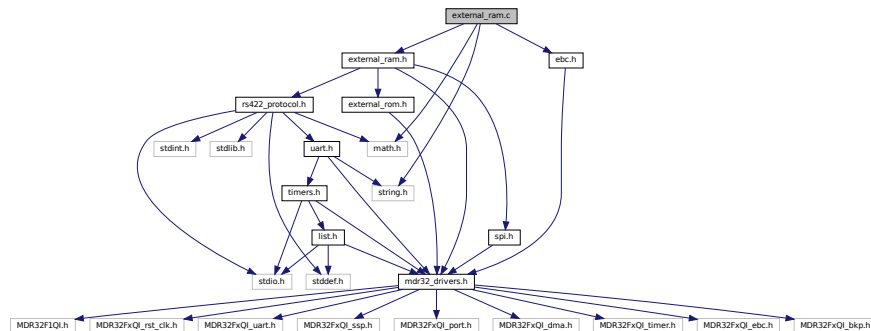 external_ram.c
external_ram.h
ebc.h
rs422_protocol.h
external_rom.h
stdint.h
stdlib.h
uart.h
math.h
timers.h
string.h
list.h
spi.h
stdio.h
stddef.h
mdr32_drivers.h
MDR32F1QI.h
MDR32FxQI_rst_clk.h
MDR32FxQI_uart.h
MDR32FxQI_ssp.h
MDR32FxQI_port.h
MDR32FxQI_dma.h
MDR32FxQI_timer.h
MDR32FxQI_ebc.h
MDR32FxQI_bkp.h